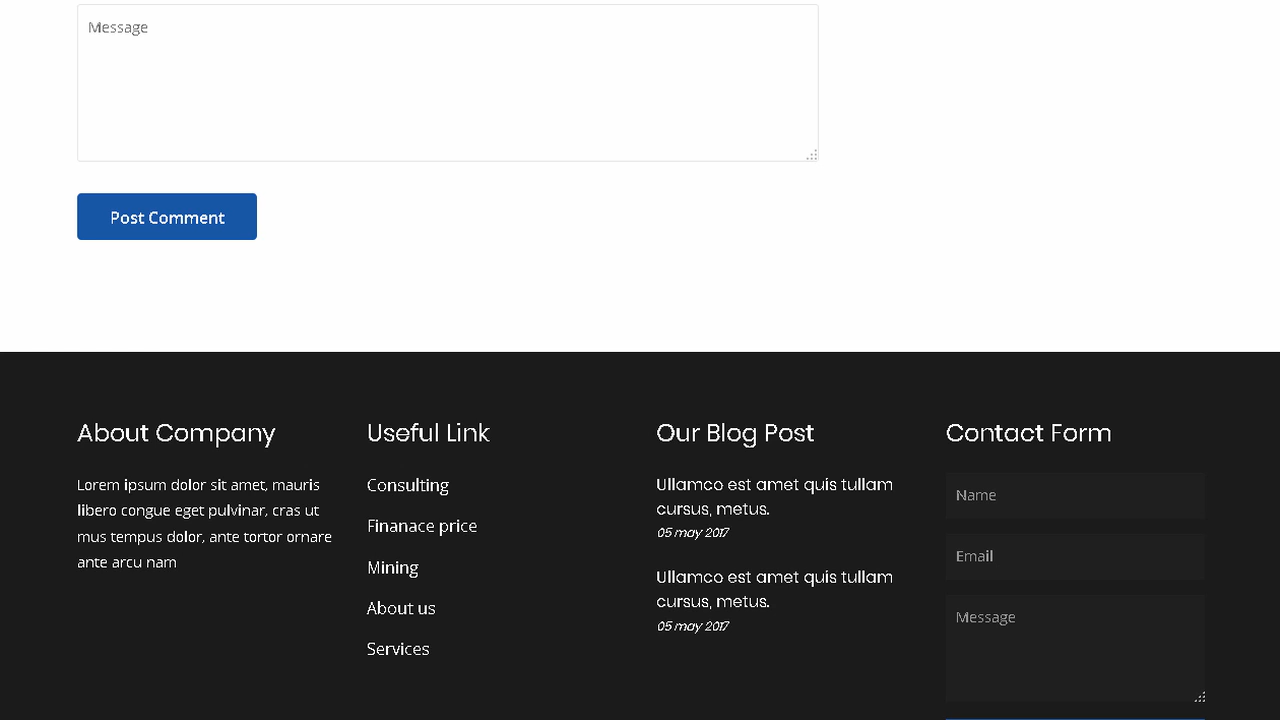 Message
Post Comment
About Company
Lorem ipsum dolor sit amet, mauris
libero congue eget pulvinar, cras ut
mus tempus dolor, ante tortor ornare
ante arcu nam
Useful Link
Consulting
Finanace price
Mining
About us
Services
Our Blog Post
Ullamco est amet quis tullam
cursus, metus.
05 may 2017
Ullamco est amet quis tullam
cursus, metus.
05 may 2017
Contact Form
Name
Email
Message